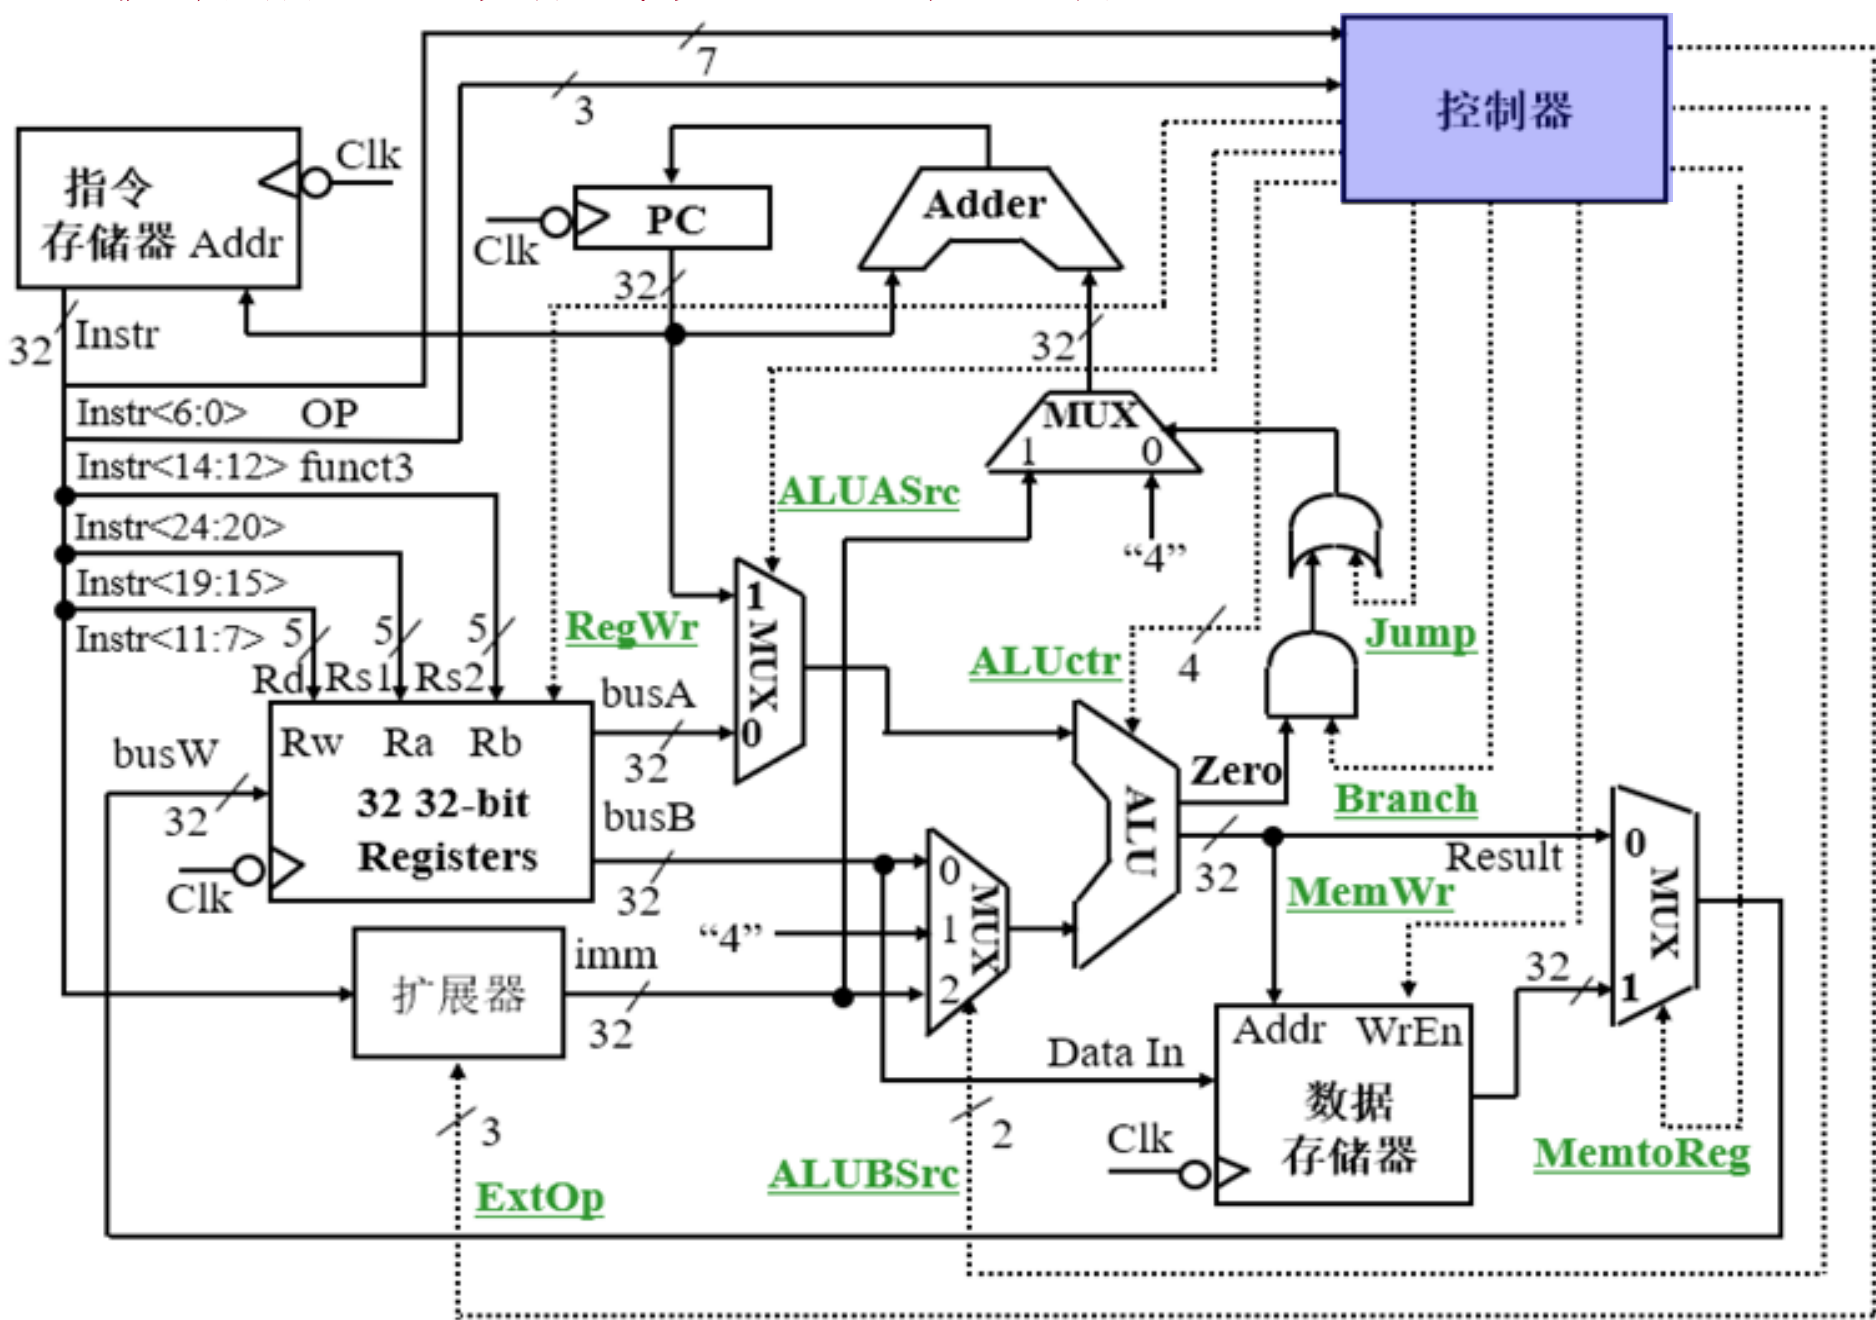 7
3
控制器
Clk
指令
存储器 Addr
Clk
PC
Adder
32
32
Instr
32
Instr<6:0> OP
MUX
1 0
Instr<14:12> funct3
ALUASrc
Instr<24:20>
“4”
Instr<19:15>
1
MUX
0
RegWr
Instr<11:7>
5
5
5
4
Jump
ALUctr
Rd
Rs1
Rs2
busA
32
busW
32
Rw Ra Rb
32 32-bit
Registers
Clk
busB
32
Zero
ALU
Branch
32
Result
MemWr
0
MUX
1
32
“4”
0
1
2
MUX
imm
32
扩展器
Addr WrEn
数据
存储器
Data In
Clk
3
ExtOp
2
ALUBSrc
MemtoReg